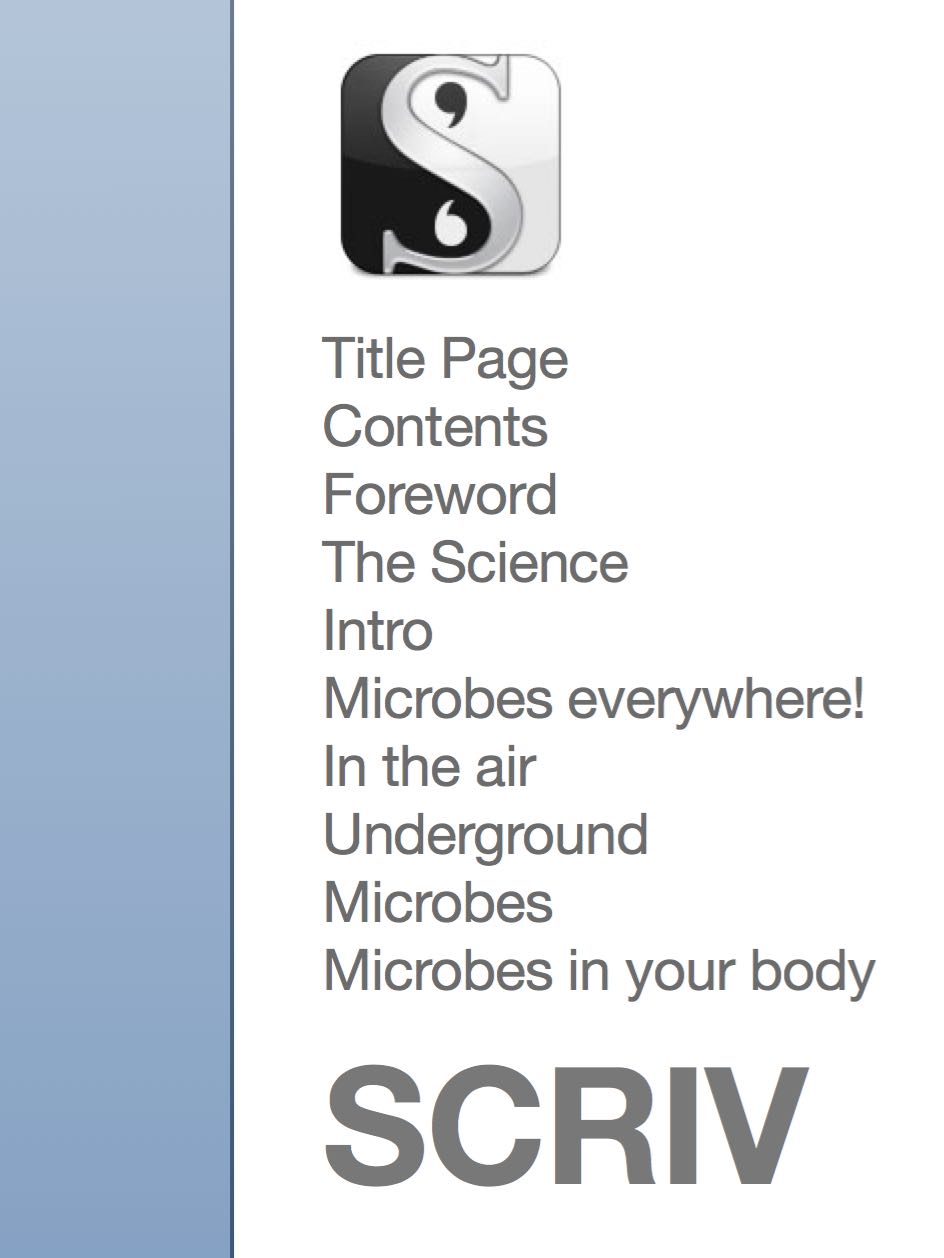 Title Page
Contents
Foreword
The Science
Intro
Microbes everywhere!
In the air
Underground
Microbes
Microbes in your body
SCRIV